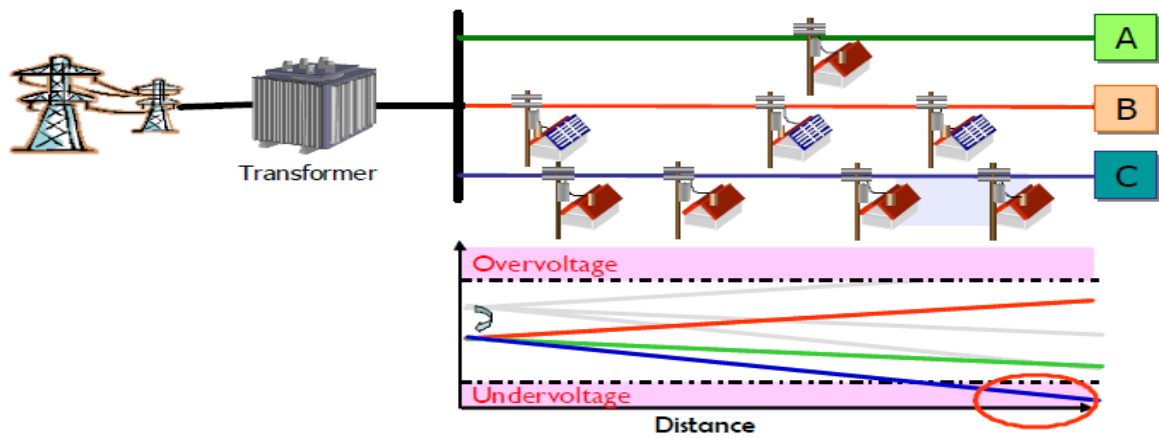 A
B
Transformer
C
Overvoltage
Undervoltage
Distance